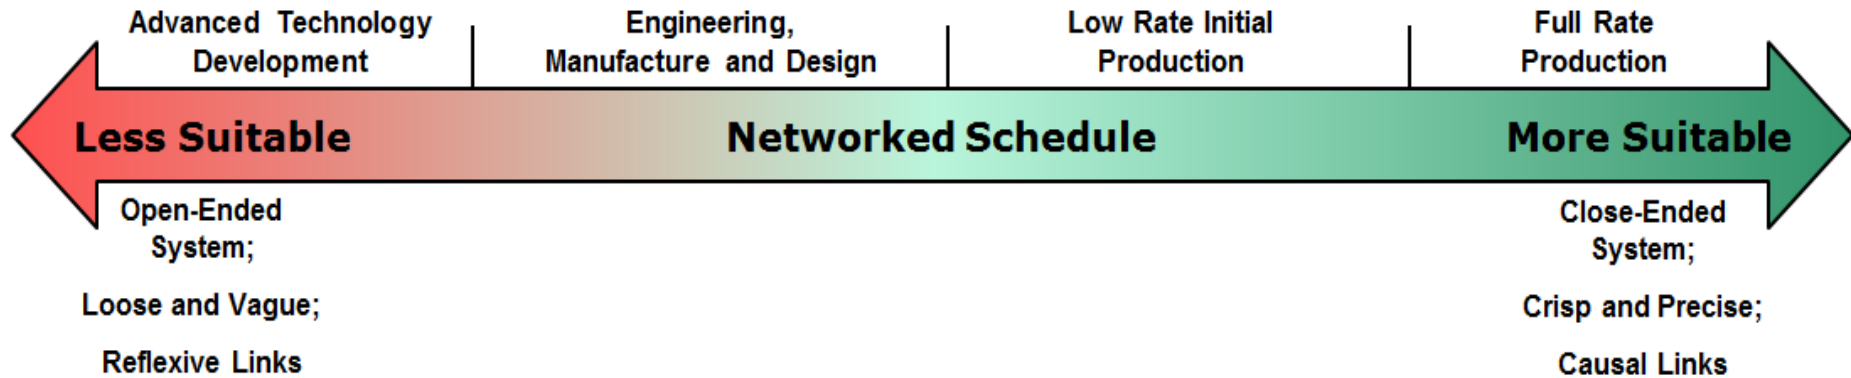 Advanced Technology
Development
Engineering,
Manufacture and Design
Low Rate Initial
Production
Full Rate
Production
Less Suitable
Networked Schedule
More Suitable
Open-Ended
System;
Loose and Vague;
Reflexive Links
Close-Ended
System;
Crisp and Precise;
Causal Links